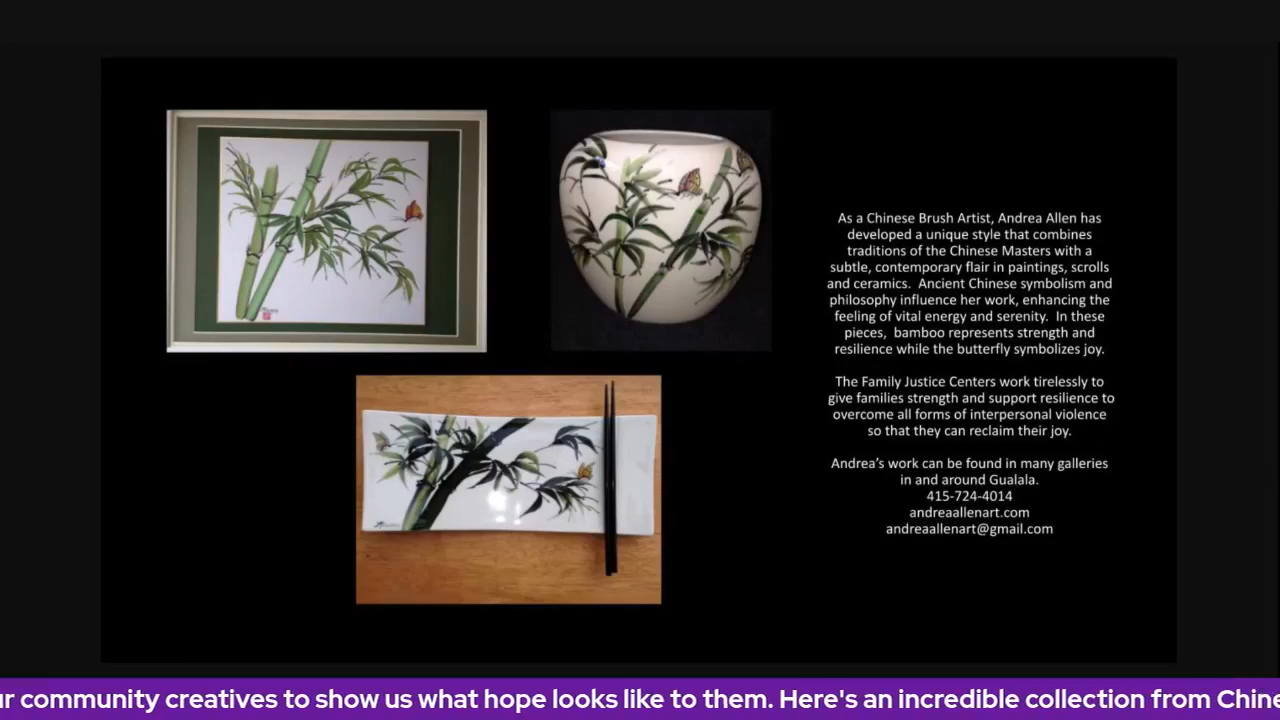 As a Chinese Brush Artist, Andrea Allen has
developed a unique style that combines
traditions of the Chinese Masters with a
subtle, contemporary flair in paintings, scrolls
and ceramics.  Ancient Chinese symbolism and
philosophy influence her work, enhancing the
feeling of vital energy and serenity.  In these
pieces,  bamboo represents strength and
resilience while the butterfly symbolizes joy.
The Family Justice Centers work tirelessly to
give families strength and support resilience to
overcome all forms of interpersonal violence
so that they can reclaim their joy.
Andrea’s work can be found in many galleries
in and around Gualala.
415-724-4014
andreaallenart.com
andreaallenart@gmail.com
community creatives to show us what hope looks like to them. Here's an incredible collection from